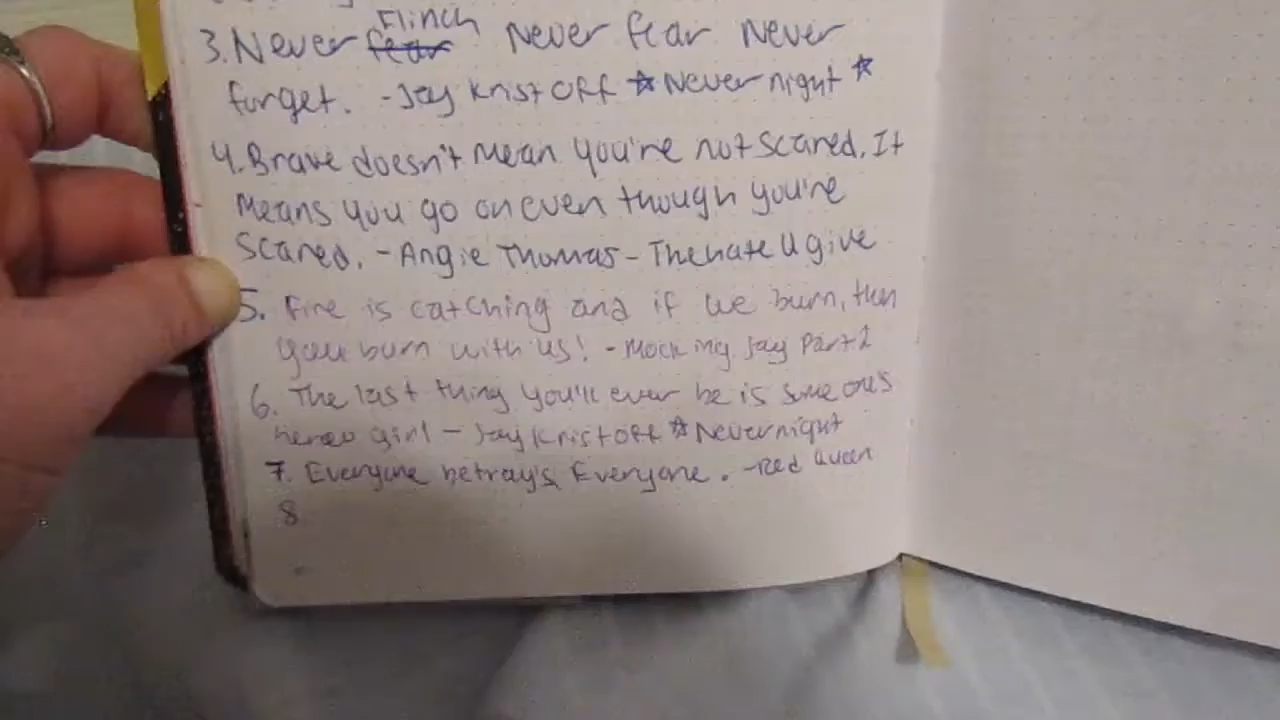 3. Never Flinch Never fear Never
forget. - Jay Kristoff ☆ Never night ☆
4. Brave doesn't mean you're not scared. It
means you go on even though you're
scared. - Angie Thomas - The hate U give
5. Fire is catching and if we burn, then
you burn with us! - Mocking Jay Part 2
6. The last thing you'll ever be is some one's
hereo girl - Jay Kristoff ☆ Nevernight
7. Everyone betray's Everyone. - Red Queen
8